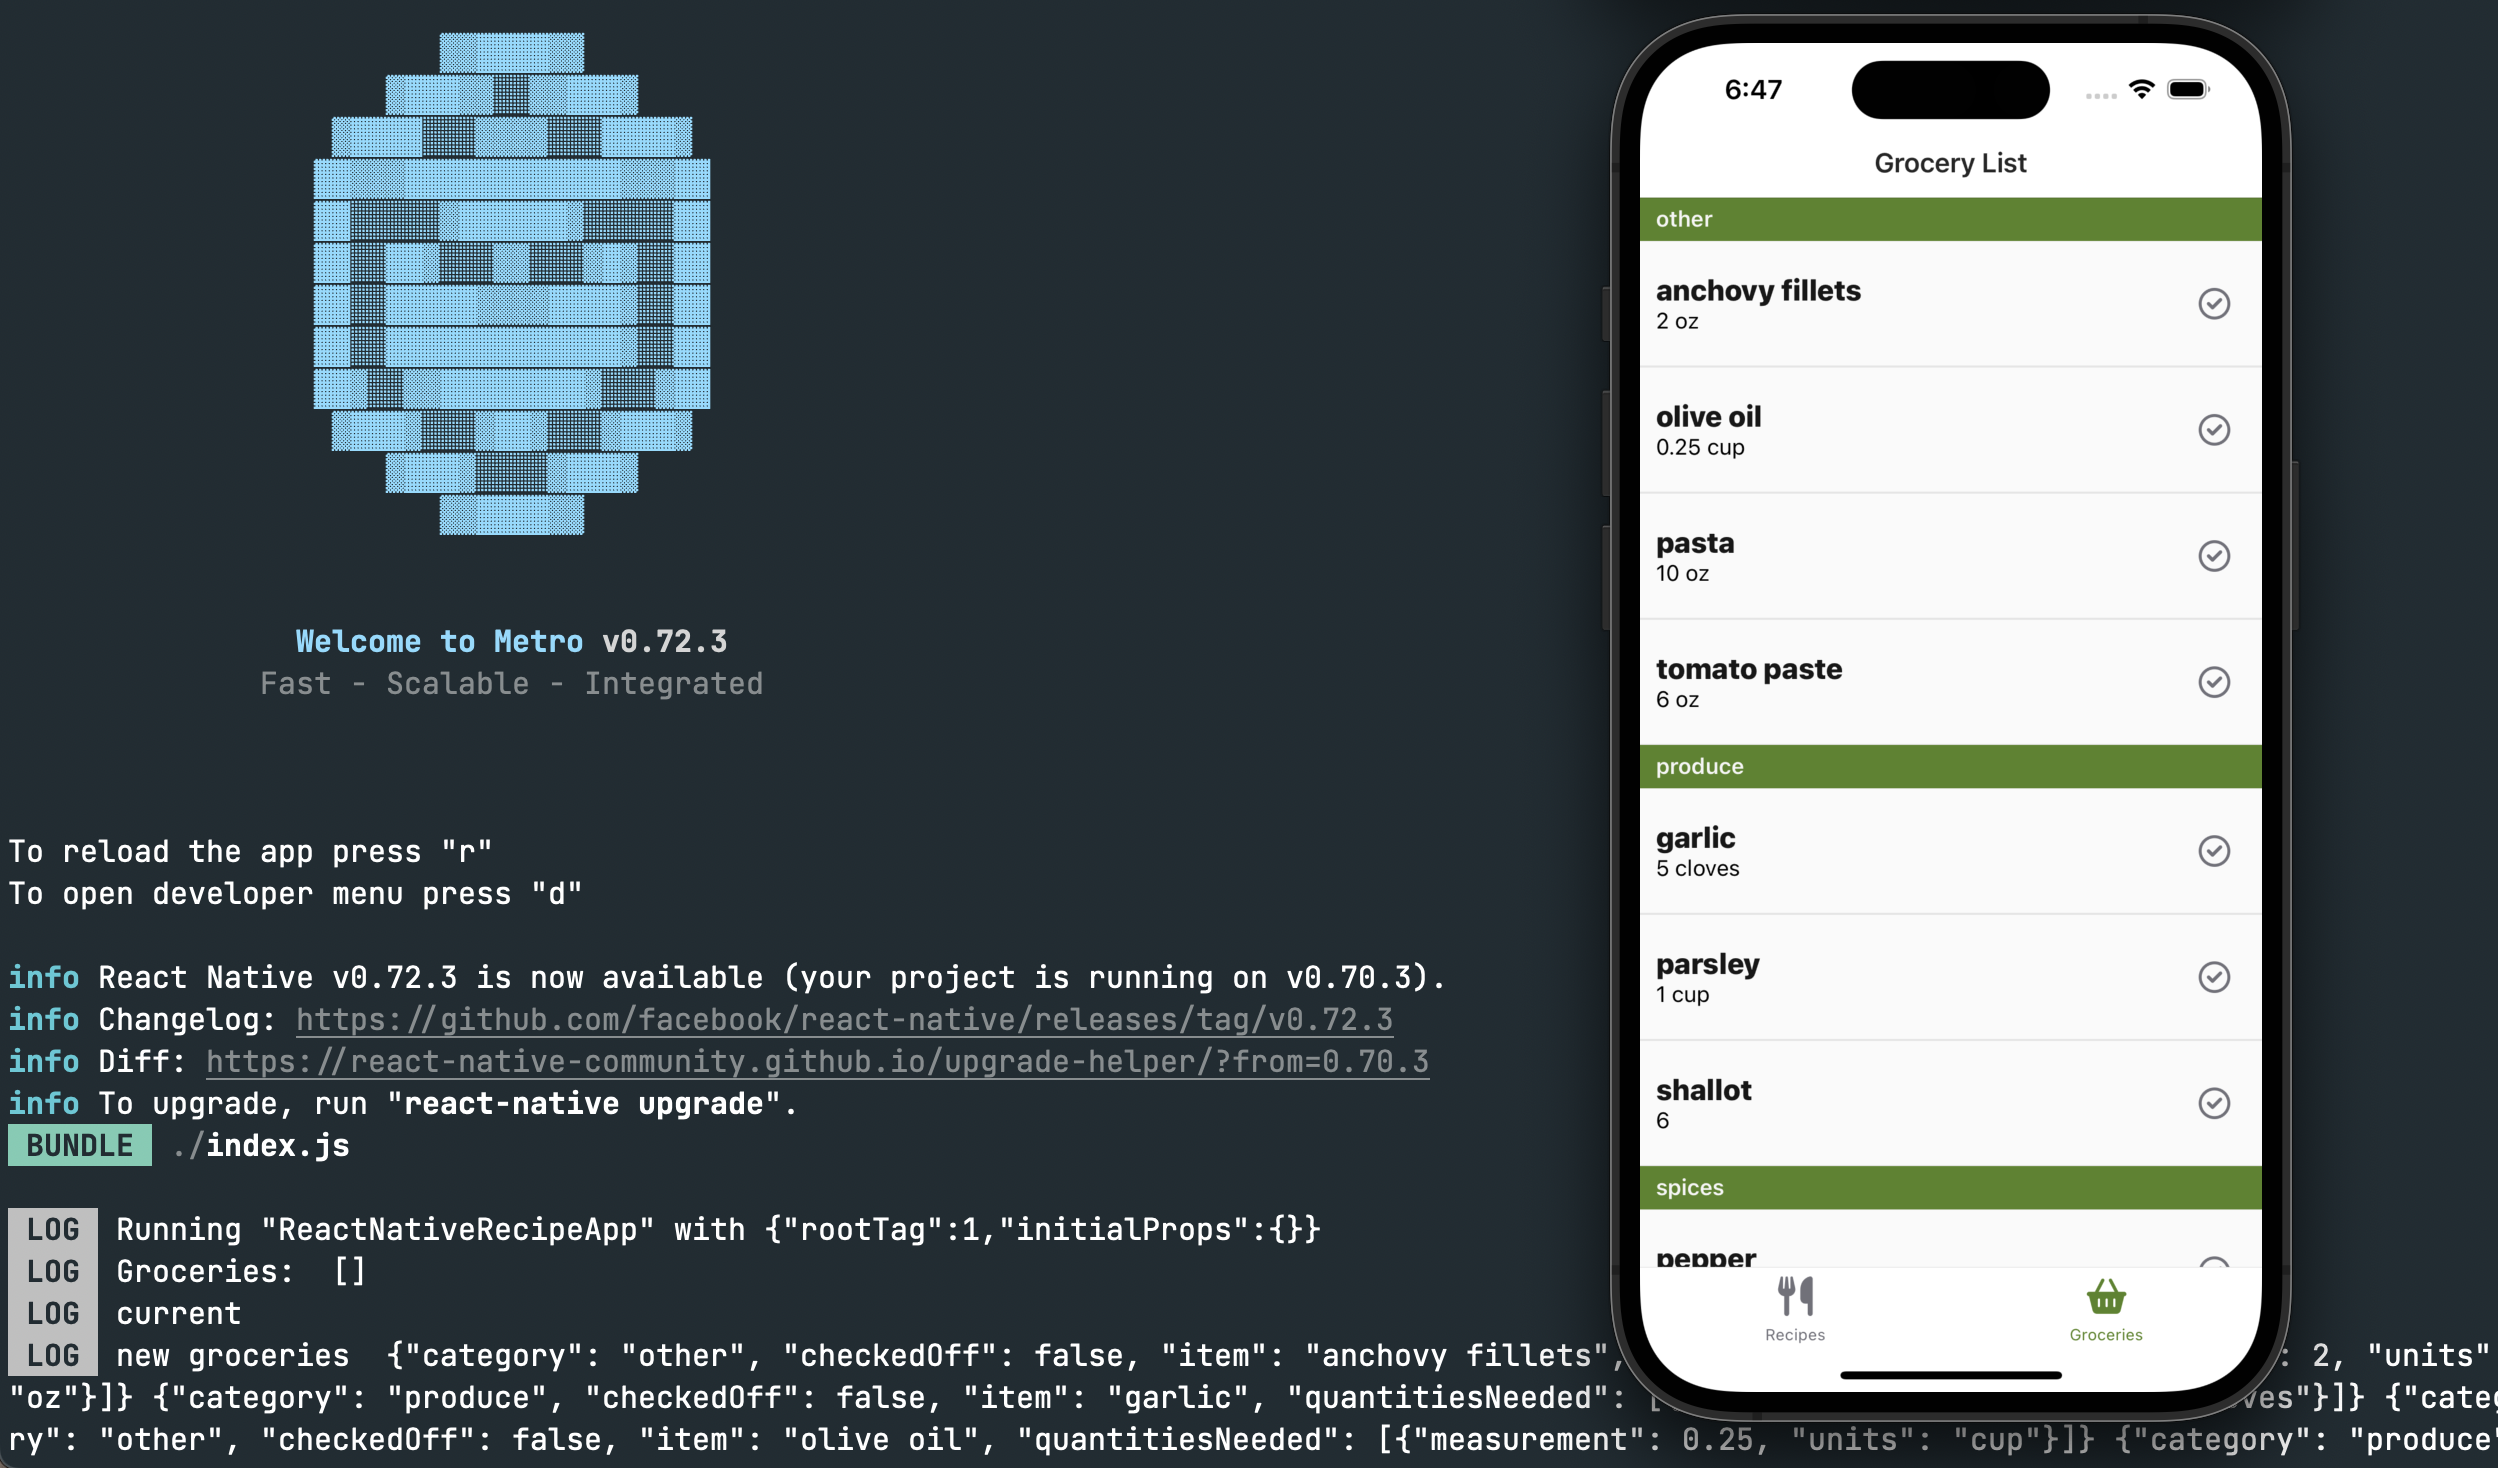 Welcome to Metro v0.72.3
Fast - Scalable - Integrated
To reload the app press "r"
To open developer menu press "d"
info React Native v0.72.3 is now available (your project is running on v0.70.3).
info Changelog: https://github.com/facebook/react-native/releases/tag/v0.72.3
info Diff: https://react-native-community.github.io/upgrade-helper/?from=0.70.3
info To upgrade, run "react-native upgrade".
BUNDLE ./index.js
LOG Running "ReactNativeRecipeApp" with {"rootTag":1,"initialProps":{}}
LOG Groceries:  []
LOG current
LOG new groceries  {"category": "other", "checkedOff": false, "item": "anchovy fillets", : 2, "units"
"oz"}]} {"category": "produce", "checkedOff": false, "item": "garlic", "quantitiesNeeded": [ ves"}]} {"categ
ry": "other", "checkedOff": false, "item": "olive oil", "quantitiesNeeded": [{"measurement": 0.25, "units": "cup"}]} {"category": "produce"
6:47
Grocery List
other
anchovy fillets
2 oz
olive oil
0.25 cup
pasta
10 oz
tomato paste
6 oz
produce
garlic
5 cloves
parsley
1 cup
shallot
6
spices
pepper
Recipes
Groceries